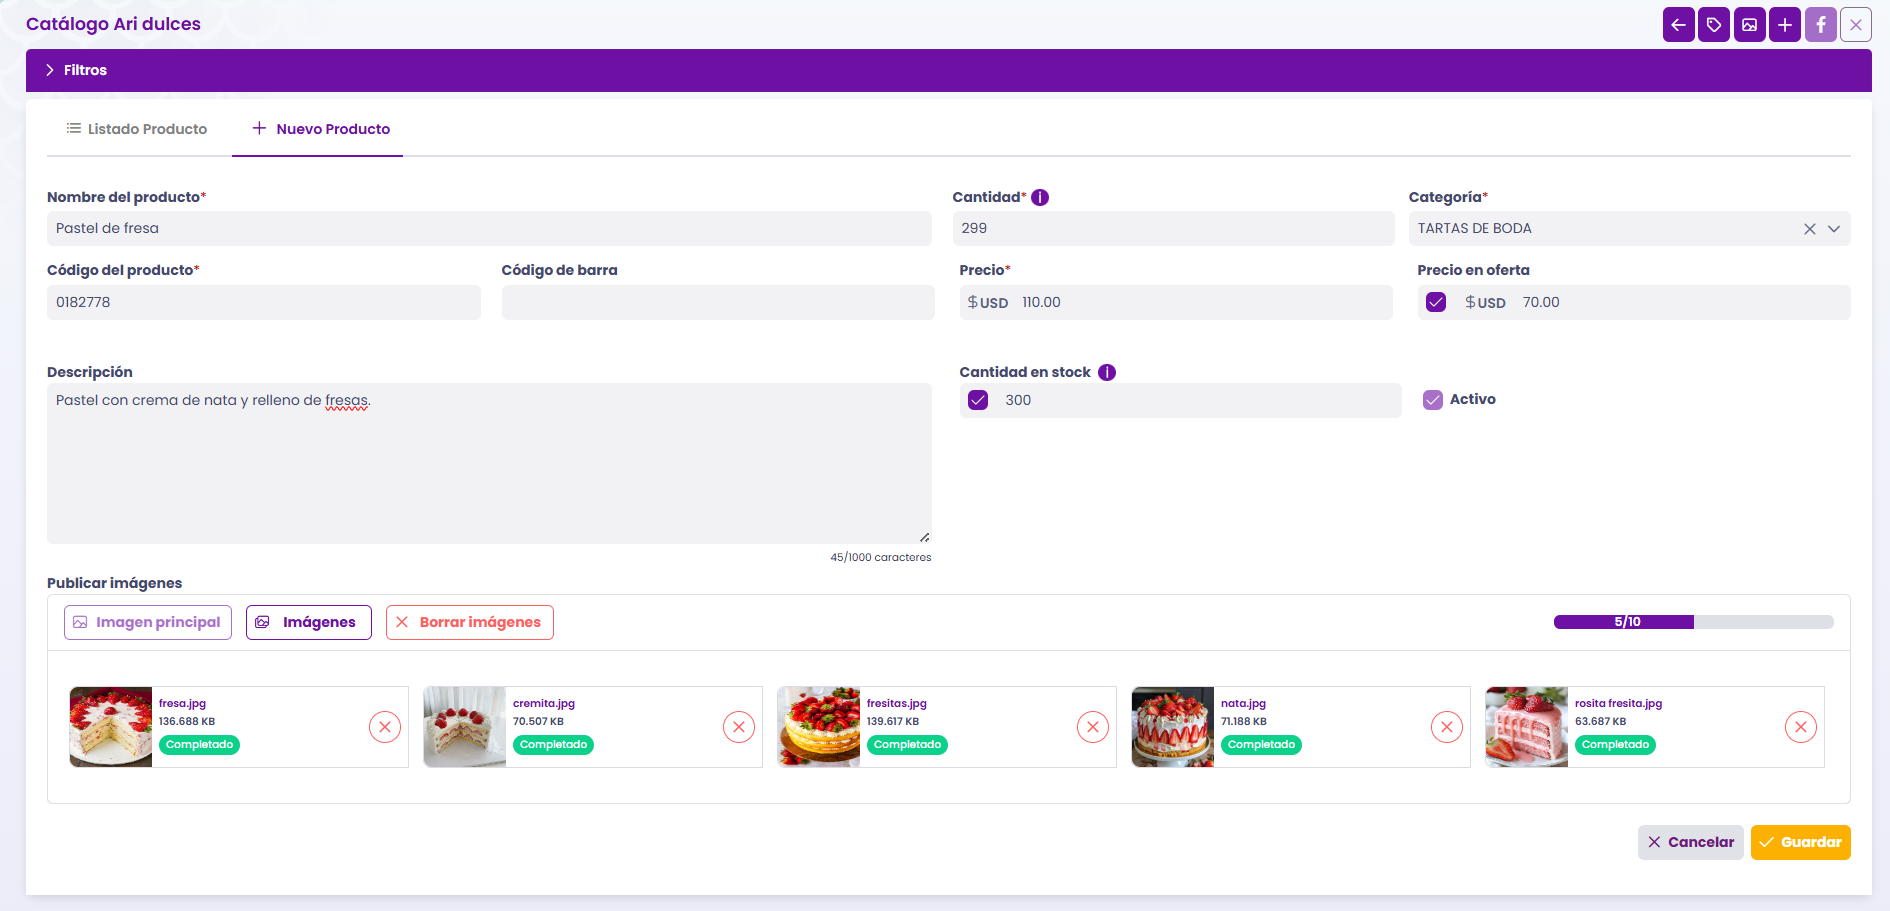 Catálogo Ari dulces
Filtros
Listado Producto
Nuevo Producto
Nombre del producto*
Cantidad* i
Categoría*
Pastel de fresa
299
TARTAS DE BODA
Código del producto*
Código de barra
Precio*
Precio en oferta
0182778
$ USD 110.00
$ USD 70.00
Descripción
Cantidad en stock i
Pastel con crema de nata y relleno de fresas.
300
Activo
45/1000 caracteres
Publicar imágenes
Imagen principal
Imágenes
Borrar imágenes
5/10
fresa.jpg
136.688 KB
Completado
cremita.jpg
70.507 KB
Completado
fresitas.jpg
139.617 KB
Completado
nata.jpg
71.188 KB
Completado
rosita fresita.jpg
63.687 KB
Completado
Cancelar
Guardar